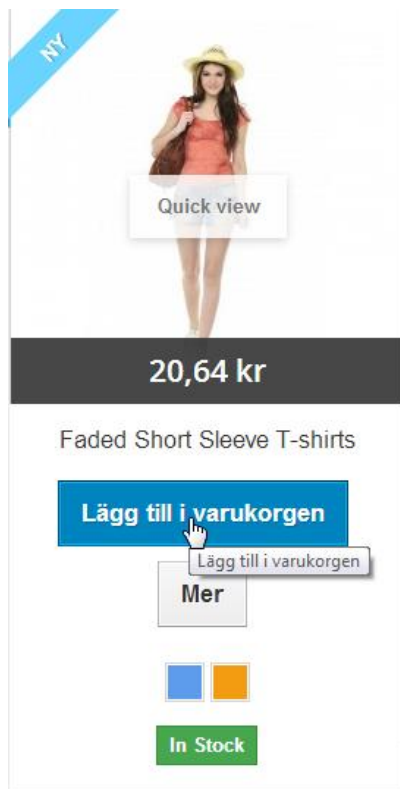 NY
Quick view
20,64 kr
Faded Short Sleeve T-shirts
Lägg till i varukorgen
Lägg till i varukorgen
Mer
In Stock